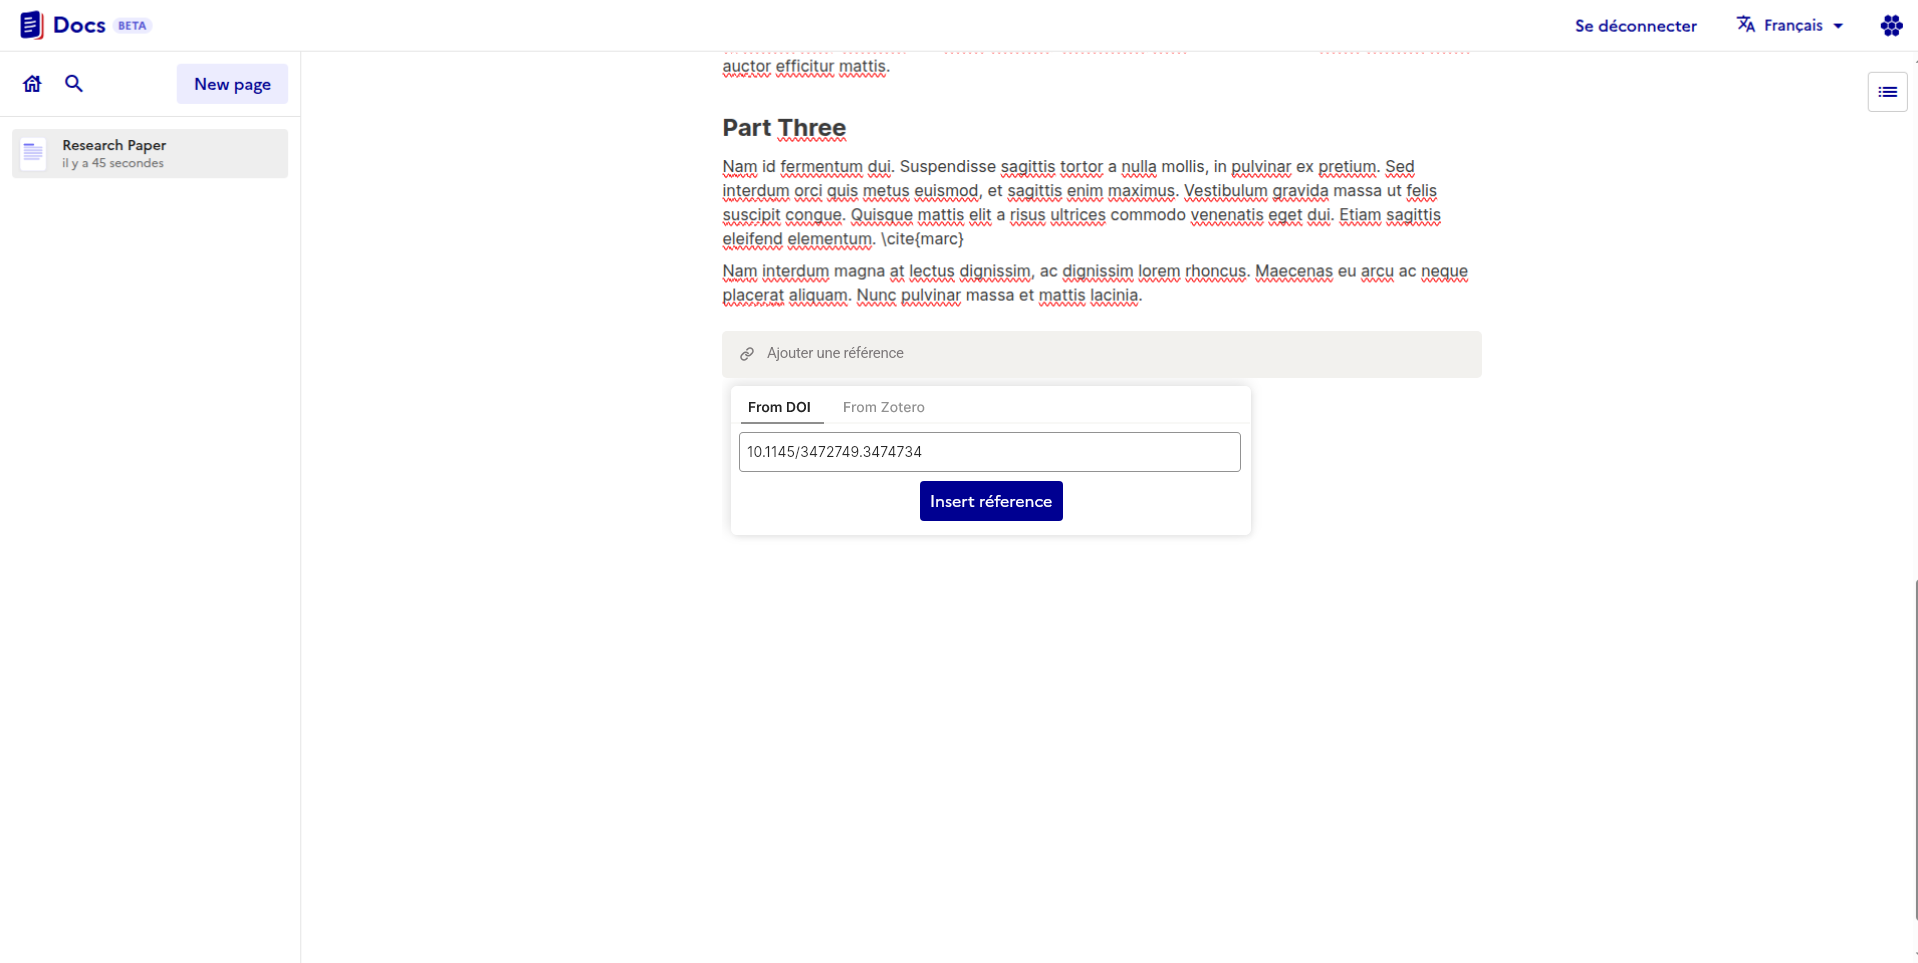 Docs BETA
Se déconnecter
Français
New page
Research Paper
il y a 45 secondes
auctor efficitur mattis.
Part Three
Nam id fermentum dui. Suspendisse sagittis tortor a nulla mollis, in pulvinar ex pretium. Sed
interdum orci quis metus euismod, et sagittis enim maximus. Vestibulum gravida massa ut felis
suscipit congue. Quisque mattis elit a risus ultrices commodo venenatis eget dui. Etiam sagittis
eleifend elementum. \cite{marc}
Nam interdum magna at lectus dignissim, ac dignissim lorem rhoncus. Maecenas eu arcu ac neque
placerat aliquam. Nunc pulvinar massa et mattis lacinia.
Ajouter une référence
From DOI
From Zotero
10.1145/3472749.3474734
Insert réference